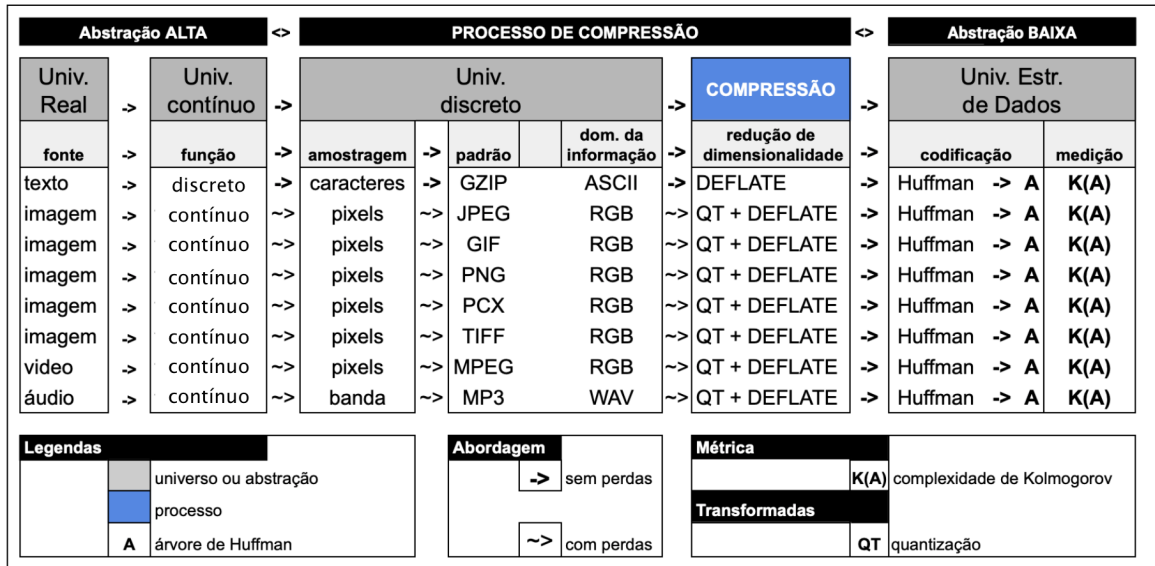 Abstração ALTA <> PROCESSO DE COMPRESSÃO <> Abstração BAIXA
Univ. Real -> Univ. contínuo -> Univ. discreto -> COMPRESSÃO -> Univ. Estr. de Dados
fonte -> função -> amostragem -> padrão dom. da informação -> redução de dimensionalidade -> codificação medição
texto -> discreto -> caracteres -> GZIP ASCII -> DEFLATE -> Huffman -> A K(A)
imagem -> contínuo ~> pixels ~> JPEG RGB ~> QT + DEFLATE -> Huffman -> A K(A)
imagem -> contínuo ~> pixels ~> GIF RGB ~> QT + DEFLATE -> Huffman -> A K(A)
imagem -> contínuo ~> pixels ~> PNG RGB ~> QT + DEFLATE -> Huffman -> A K(A)
imagem -> contínuo ~> pixels ~> PCX RGB ~> QT + DEFLATE -> Huffman -> A K(A)
imagem -> contínuo ~> pixels ~> TIFF RGB ~> QT + DEFLATE -> Huffman -> A K(A)
video -> contínuo ~> pixels ~> MPEG RGB ~> QT + DEFLATE -> Huffman -> A K(A)
áudio -> contínuo ~> banda ~> MP3 WAV ~> QT + DEFLATE -> Huffman -> A K(A)
Legendas
universo ou abstração
processo
A árvore de Huffman
Abordagem
-> sem perdas
~> com perdas
Métrica
K(A) complexidade de Kolmogorov
Transformadas
QT quantização